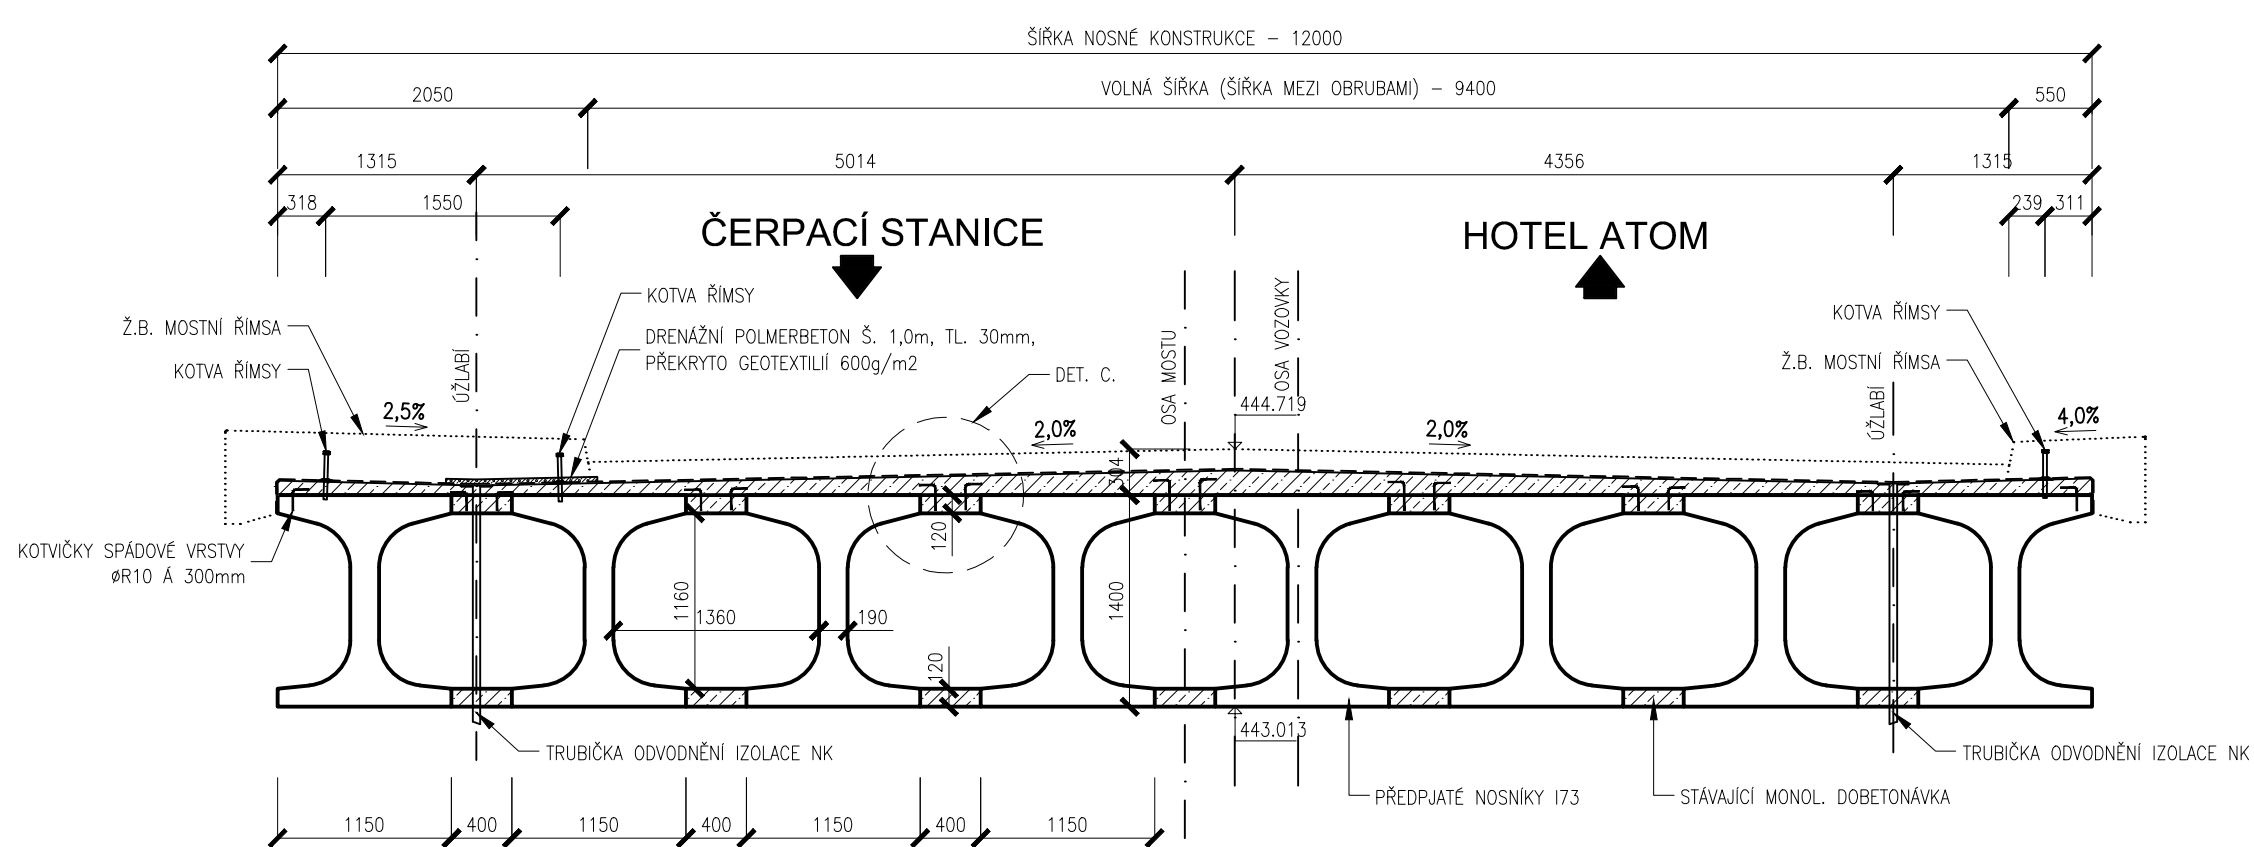 ŠÍŘKA NOSNÉ KONSTRUKCE – 12000
2050
VOLNÁ ŠÍŘKA (ŠÍŘKA MEZI OBRUBAMI) – 9400
550
1315
5014
4356
1315
318
1550
239
311
ČERPACÍ STANICE
HOTEL ATOM
KOTVA ŘÍMSY
Ž.B. MOSTNÍ ŘÍMSA
DRENÁŽNÍ POLMERBETON Š. 1,0m, TL. 30mm,
PŘEKRYTO GEOTEXTILIÍ 600g/m2
KOTVA ŘÍMSY
ÚŽLABÍ
DET. C.
OSA MOSTU
OSA VOZOVKY
KOTVA ŘÍMSY
Ž.B. MOSTNÍ ŘÍMSA
ÚŽLABÍ
2,5%
444.719
2,0%
2,0%
4,0%
304
KOTVIČKY SPÁDOVÉ VRSTVY
øR10 Á 300mm
120
1160
1360
190
1400
120
443.013
TRUBIČKA ODVODNĚNÍ IZOLACE NK
TRUBIČKA ODVODNĚNÍ IZOLACE NK
PŘEDPJATÉ NOSNÍKY I73
STÁVAJÍCÍ MONOL. DOBETONÁVKA
1150
400
1150
400
1150
400
1150